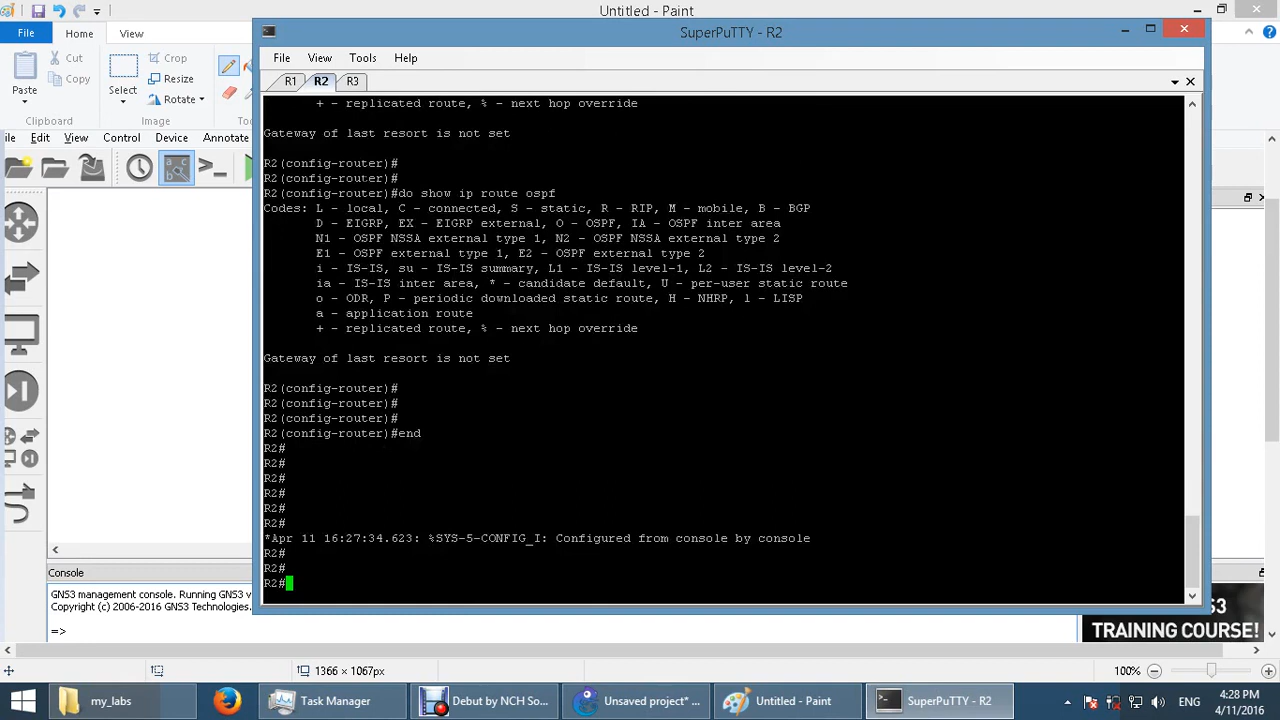 Untitled - Paint
SuperPuTTY - R2
File
Home
View
Paste
Cut
Copy
Clipboard
Select
Crop
Resize
Rotate
Image
File
View
Tools
Help
R1
R2
R3
Edit
View
Control
Device
Annotate
+ - replicated route, % - next hop override
Gateway of last resort is not set
R2(config-router)#
R2(config-router)#
R2(config-router)#do show ip route ospf
Codes: L - local, C - connected, S - static, R - RIP, M - mobile, B - BGP
D - EIGRP, EX - EIGRP external, O - OSPF, IA - OSPF inter area
N1 - OSPF NSSA external type 1, N2 - OSPF NSSA external type 2
E1 - OSPF external type 1, E2 - OSPF external type 2
i - IS-IS, su - IS-IS summary, L1 - IS-IS level-1, L2 - IS-IS level-2
ia - IS-IS inter area, * - candidate default, U - per-user static route
o - ODR, P - periodic downloaded static route, H - NHRP, l - LISP
a - application route
+ - replicated route, % - next hop override
Gateway of last resort is not set
R2(config-router)#
R2(config-router)#
R2(config-router)#
R2(config-router)#end
R2#
R2#
R2#
R2#
R2#
R2#
*Apr 11 16:27:34.623: %SYS-5-CONFIG_I: Configured from console by console
R2#
R2#
R2#
Console
GNS3 management console. Running GNS3 v
Copyright (c) 2006-2016 GNS3 Technologies.
=>
TRAINING COURSE!
1366 × 1067px
100%
my_labs
Task Manager
Debut by NCH So...
Unsaved project*...
Untitled - Paint
SuperPuTTY - R2
ENG
4:28 PM
4/11/2016